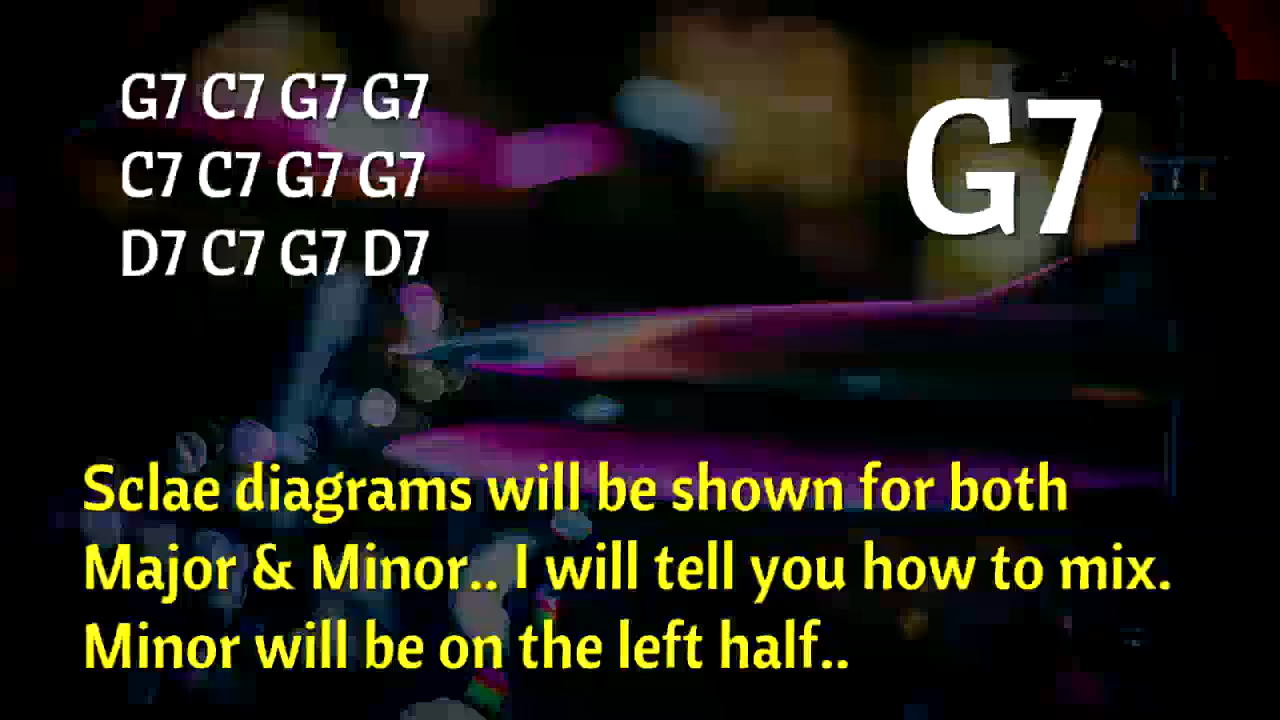 G7 C7 G7 G7
C7 C7 G7 G7
D7 C7 G7 D7
G7
Sclae diagrams will be shown for both
Major & Minor.. I will tell you how to mix.
Minor will be on the left half..